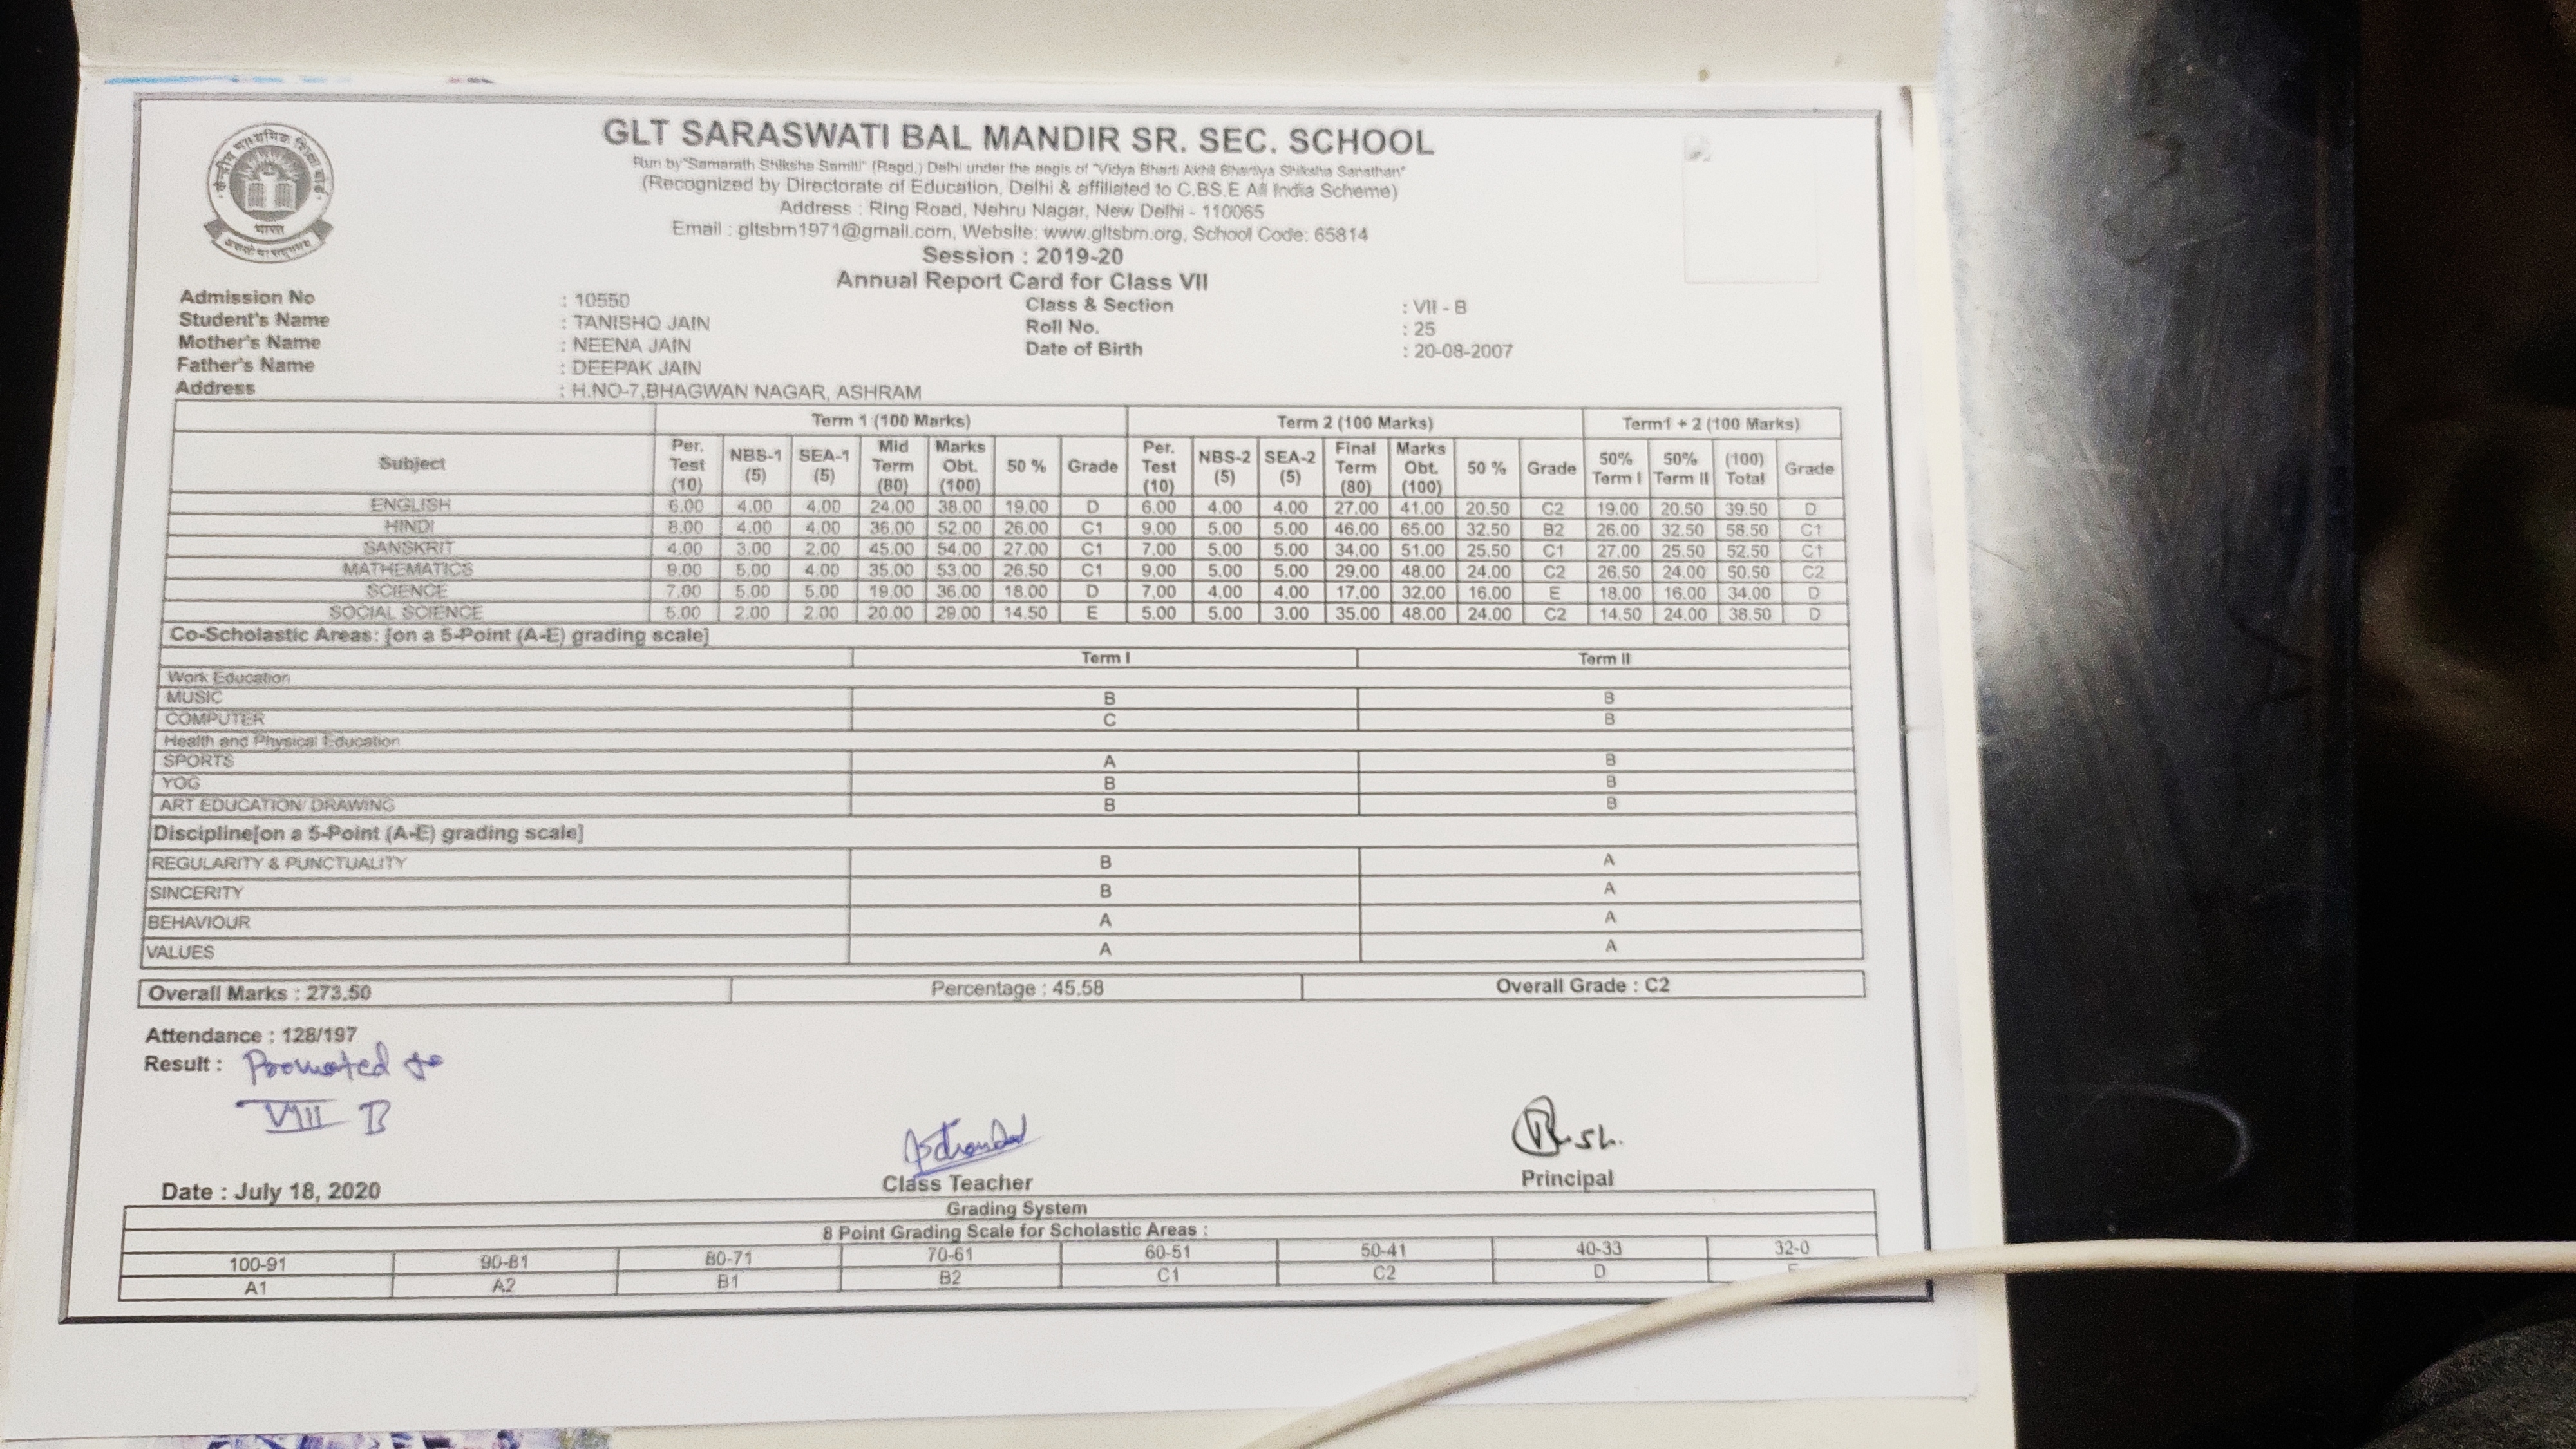 केन्द्रीय माध्यमिक शिक्षा बोर्ड
भारत
GLT SARASWATI BAL MANDIR SR. SEC. SCHOOL
Run by"Samarath Shiksha Samiti" (Regd.) Delhi under the aegis of "Vidya Bharti Akhil Bhartiya Shiksha Sansthan"
(Recognized by Directorate of Education, Delhi & affiliated to C.BS.E All India Scheme)
Address : Ring Road, Nehru Nagar, New Delhi - 110065
Email : gltsbm1971@gmail.com, Website: www.gltsbm.org, School Code: 65814
Session : 2019-20
Annual Report Card for Class VII
Admission No : 10550 Class & Section : VII - B
Student's Name : TANISHQ JAIN Roll No. : 25
Mother's Name : NEENA JAIN Date of Birth : 20-08-2007
Father's Name : DEEPAK JAIN
Address : H.NO-7,BHAGWAN NAGAR, ASHRAM
Term 1 (100 Marks) Term 2 (100 Marks) Term1 + 2 (100 Marks)
Subject Per. Test (10) NBS-1 (5) SEA-1 (5) Mid Term (80) Marks Obt. (100) 50 % Grade Per. Test (10) NBS-2 (5) SEA-2 (5) Final Term (80) Marks Obt. (100) 50 % Grade 50% Term I 50% Term II (100) Total Grade
ENGLISH 6.00 4.00 4.00 24.00 38.00 19.00 D 6.00 4.00 4.00 27.00 41.00 20.50 C2 19.00 20.50 39.50 D
HINDI 8.00 4.00 4.00 36.00 52.00 26.00 C1 9.00 5.00 5.00 46.00 65.00 32.50 B2 26.00 32.50 58.50 C1
SANSKRIT 4.00 3.00 2.00 45.00 54.00 27.00 C1 7.00 5.00 5.00 34.00 51.00 25.50 C1 27.00 25.50 52.50 C1
MATHEMATICS 9.00 5.00 4.00 35.00 53.00 26.50 C1 9.00 5.00 5.00 29.00 48.00 24.00 C2 26.50 24.00 50.50 C2
SCIENCE 7.00 5.00 5.00 19.00 36.00 18.00 D 7.00 4.00 4.00 17.00 32.00 16.00 E 18.00 16.00 34.00 D
SOCIAL SCIENCE 5.00 2.00 2.00 20.00 29.00 14.50 E 5.00 5.00 3.00 35.00 48.00 24.00 C2 14.50 24.00 38.50 D
Co-Scholastic Areas: [on a 5-Point (A-E) grading scale]
Term I Term II
Work Education
MUSIC B B
COMPUTER C B
Health and Physical Education
SPORTS A B
YOG B B
ART EDUCATION/ DRAWING B B
Discipline[on a 5-Point (A-E) grading scale]
REGULARITY & PUNCTUALITY B A
SINCERITY B A
BEHAVIOUR A A
VALUES A A
Overall Marks : 273.50 Percentage : 45.58 Overall Grade : C2
Attendance : 128/197
Result : Promoted to
VIII B
Class Teacher Principal
Date : July 18, 2020
Grading System
8 Point Grading Scale for Scholastic Areas :
100-91 90-81 80-71 70-61 60-51 50-41 40-33 32-0
A1 A2 B1 B2 C1 C2 D